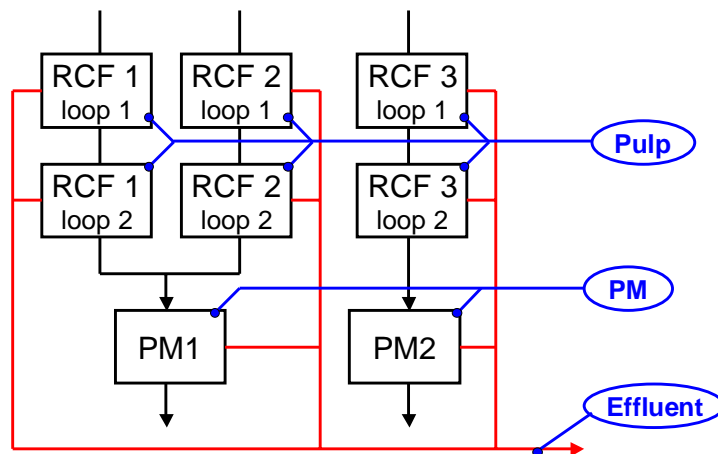 RCF 1
loop 1
RCF 2
loop 1
RCF 3
loop 1
Pulp
RCF 1
loop 2
RCF 2
loop 2
RCF 3
loop 2
PM
PM1
PM2
Effluent